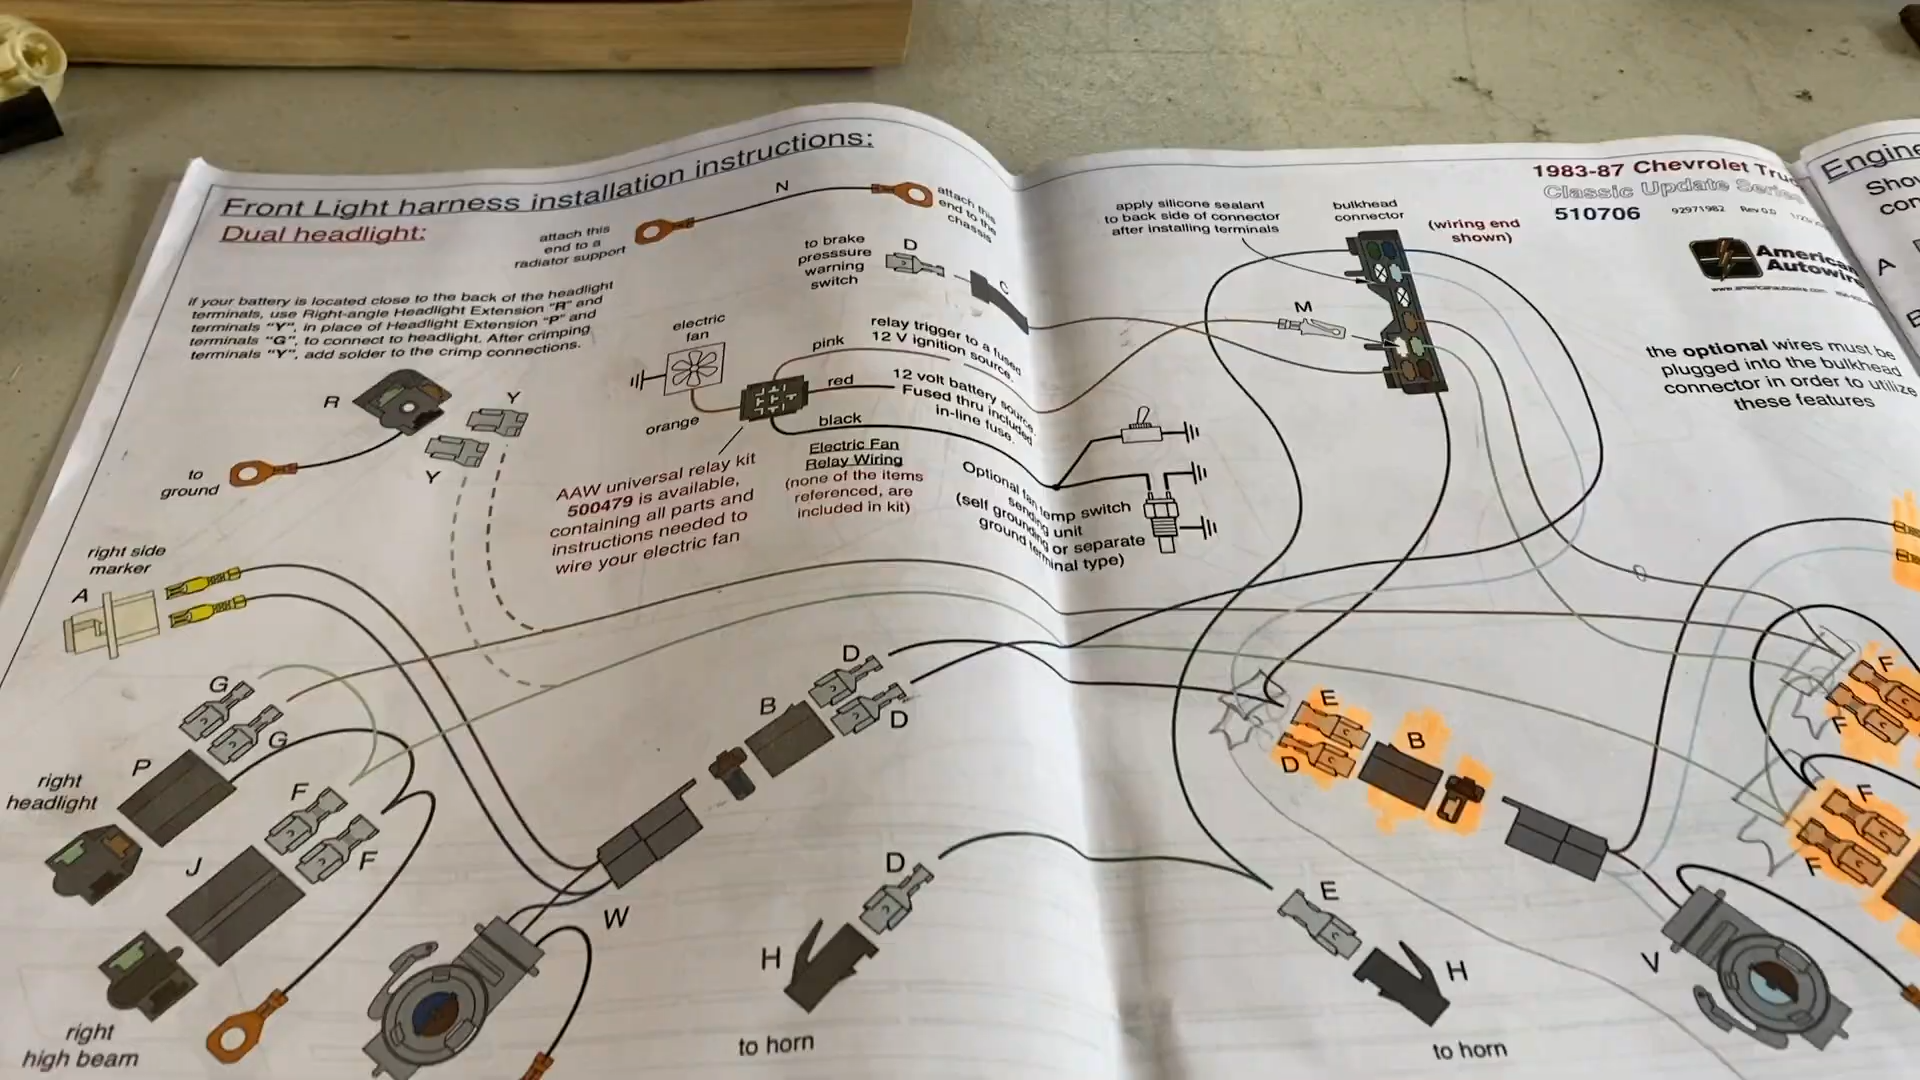 Front Light harness installation instructions:
Dual headlight:
N
attach this
end to the
chassis
attach this
end to a
radiator support
to brake
presssure
warning
switch
D
C
if your battery is located close to the back of the headlight
terminals, use Right-angle Headlight Extension "R" and
terminals "Y", in place of Headlight Extension "P" and
terminals "G", to connect to headlight. After crimping
terminals "Y", add solder to the crimp connections.
electric
fan
pink
relay trigger to a fused
12 V ignition source.
red
12 volt battery source.
Fused thru included
in-line fuse.
orange
black
Electric Fan
Relay Wiring
(none of the items
referenced, are
included in kit)
AAW universal relay kit
500479 is available,
containing all parts and
instructions needed to
wire your electric fan
Optional fan temp switch
sending unit
(self grounding or separate
ground terminal type)
R
Y
Y
to
ground
right side
marker
A
G
G
P
right
headlight
F
F
J
right
high beam
W
B
D
D
D
H
to horn
apply silicone sealant
to back side of connector
after installing terminals
bulkhead
connector
(wiring end
shown)
M
1983-87 Chevrolet
Classic Update Series
510706
92971982
Rev 0.0
American
Autowire
the optional wires must be
plugged into the bulkhead
connector in order to utilize
these features
E
D
B
F
F
F
F
E
H
to horn
V
A